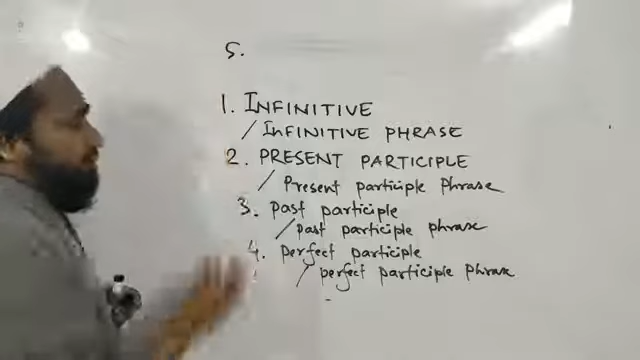 S.
1. INFINITIVE
/ INFINITIVE PHRASE
2. PRESENT PARTICIPLE
/ Present participle phrase
3. Past participle
/ past participle phrase
4. perfect participle
/ perfect participle phrase